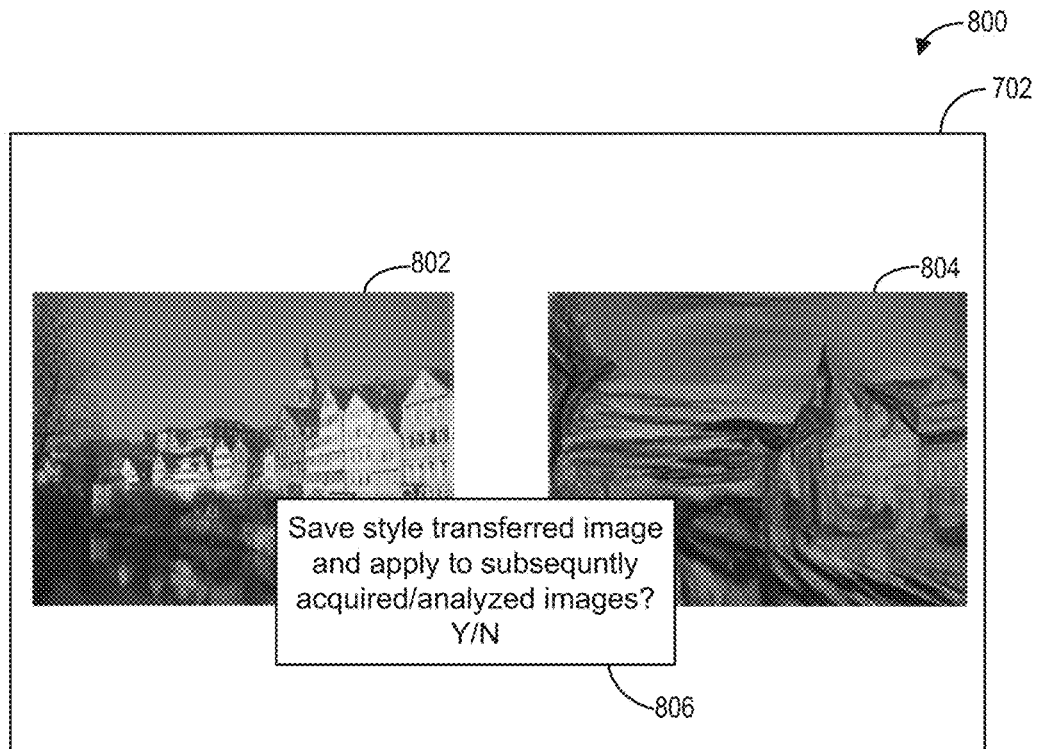 800
702
802
804
Save style transferred image
and apply to subsequntly
acquired/analyzed images?
Y/N
806